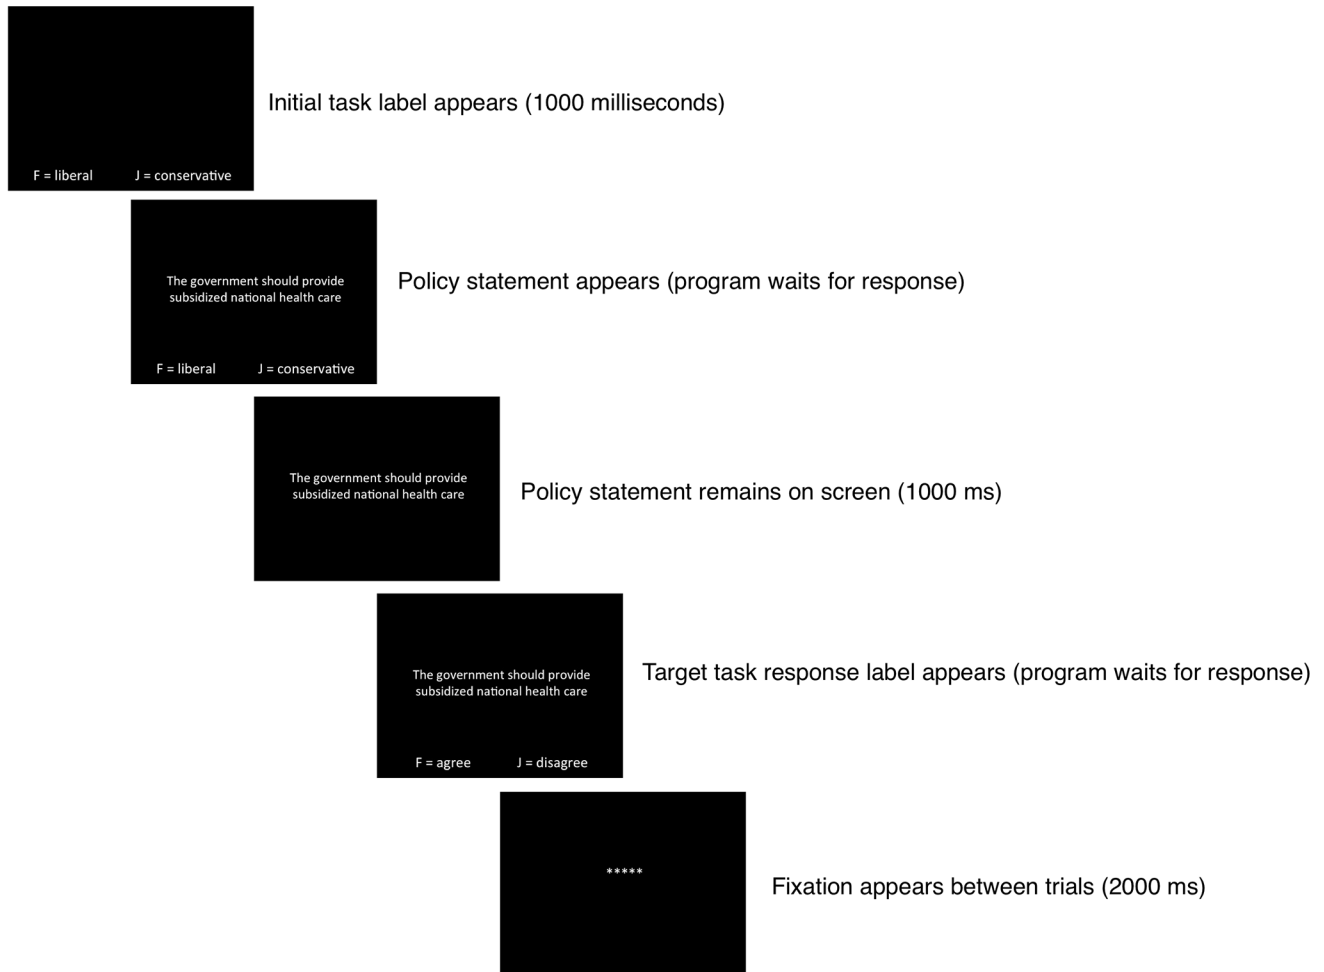 Initial task label appears (1000 milliseconds)
F = liberal J = conservative
The government should provide
subsidized national health care
Policy statement appears (program waits for response)
F = liberal J = conservative
The government should provide
subsidized national health care
Policy statement remains on screen (1000 ms)
The government should provide
subsidized national health care
Target task response label appears (program waits for response)
F = agree J = disagree
*****
Fixation appears between trials (2000 ms)